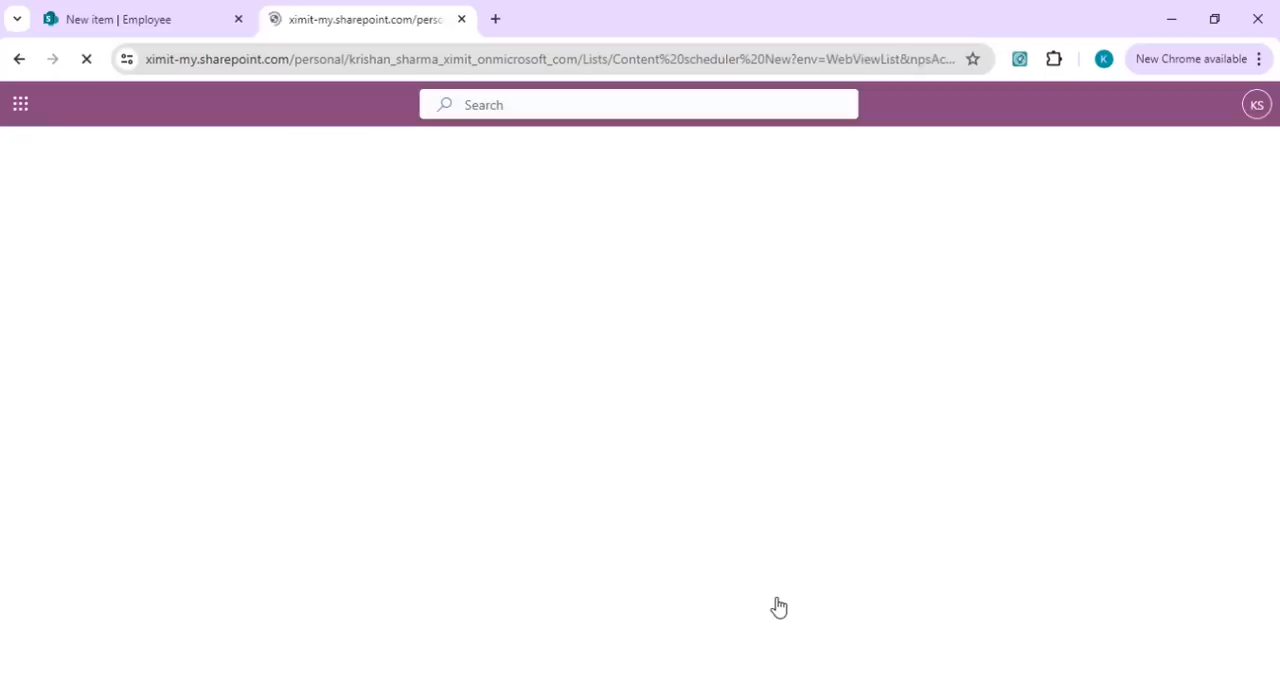 New item | Employee
ximit-my.sharepoint.com/perso
ximit-my.sharepoint.com/personal/krishan_sharma_ximit_onmicrosoft_com/Lists/Content%20scheduler%20New?env=WebViewList&npsAc...
K
New Chrome available
Search
KS